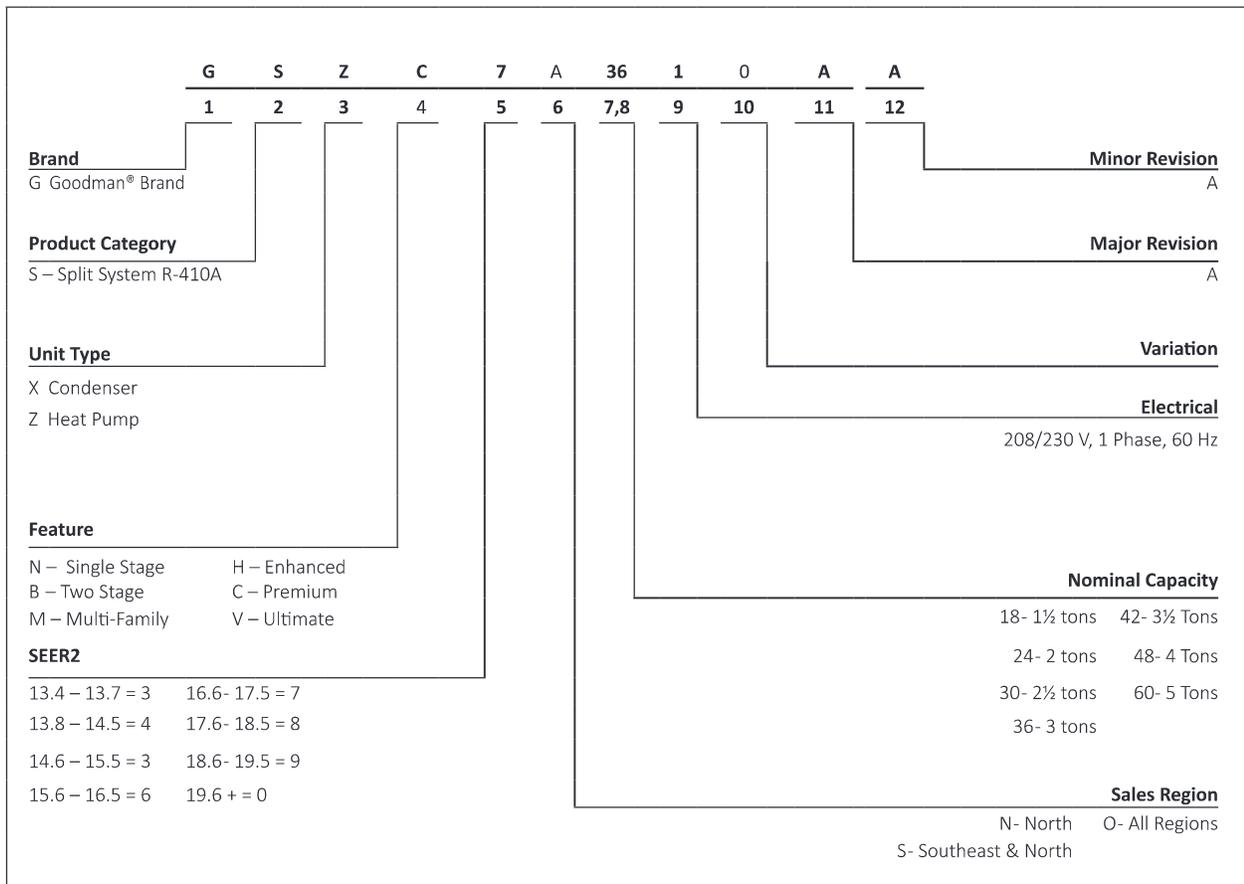 G S Z C 7 A 36 1 0 A A
1 2 3 4 5 6 7,8 9 10 11 12
Brand
G Goodman® Brand
Product Category
S – Split System R-410A
Unit Type
X Condenser
Z Heat Pump
Feature
N – Single Stage H – Enhanced
B – Two Stage C – Premium
M – Multi-Family V – Ultimate
SEER2
13.4 – 13.7 = 3 16.6- 17.5 = 7
13.8 – 14.5 = 4 17.6- 18.5 = 8
14.6 – 15.5 = 3 18.6- 19.5 = 9
15.6 – 16.5 = 6 19.6 + = 0
Minor Revision
A
Major Revision
A
Variation
Electrical
208/230 V, 1 Phase, 60 Hz
Nominal Capacity
18- 1½ tons 42- 3½ Tons
24- 2 tons 48- 4 Tons
30- 2½ tons 60- 5 Tons
36- 3 tons
Sales Region
N- North O- All Regions
S- Southeast & North